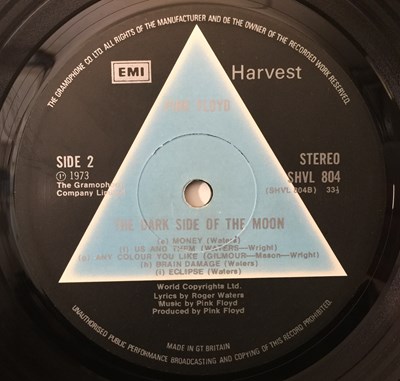 THE GRAMOPHONE CO LTD. ALL RIGHTS OF THE MANUFACTURER AND OF THE OWNER OF THE RECORDED WORK RESERVED.
EMI
Harvest
PINK FLOYD
SIDE 2
STEREO
℗ 1973
SHVL 804
The Gramophone
(SHVL 804B) 33⅓
Company Ltd.
THE DARK SIDE OF THE MOON
MONEY (Waters)
US AND THEM (WATERS—Wright)
ANY COLOUR YOU LIKE (GILMOUR—Mason—Wright)
BRAIN DAMAGE (Waters)
ECLIPSE (Waters)
World Copyrights Ltd.
Lyrics by Roger Waters
Music by Pink Floyd
Produced by Pink Floyd
MADE IN GT BRITAIN
UNAUTHORISED PUBLIC PERFORMANCE BROADCASTING AND COPYING OF THIS RECORD PROHIBITED.